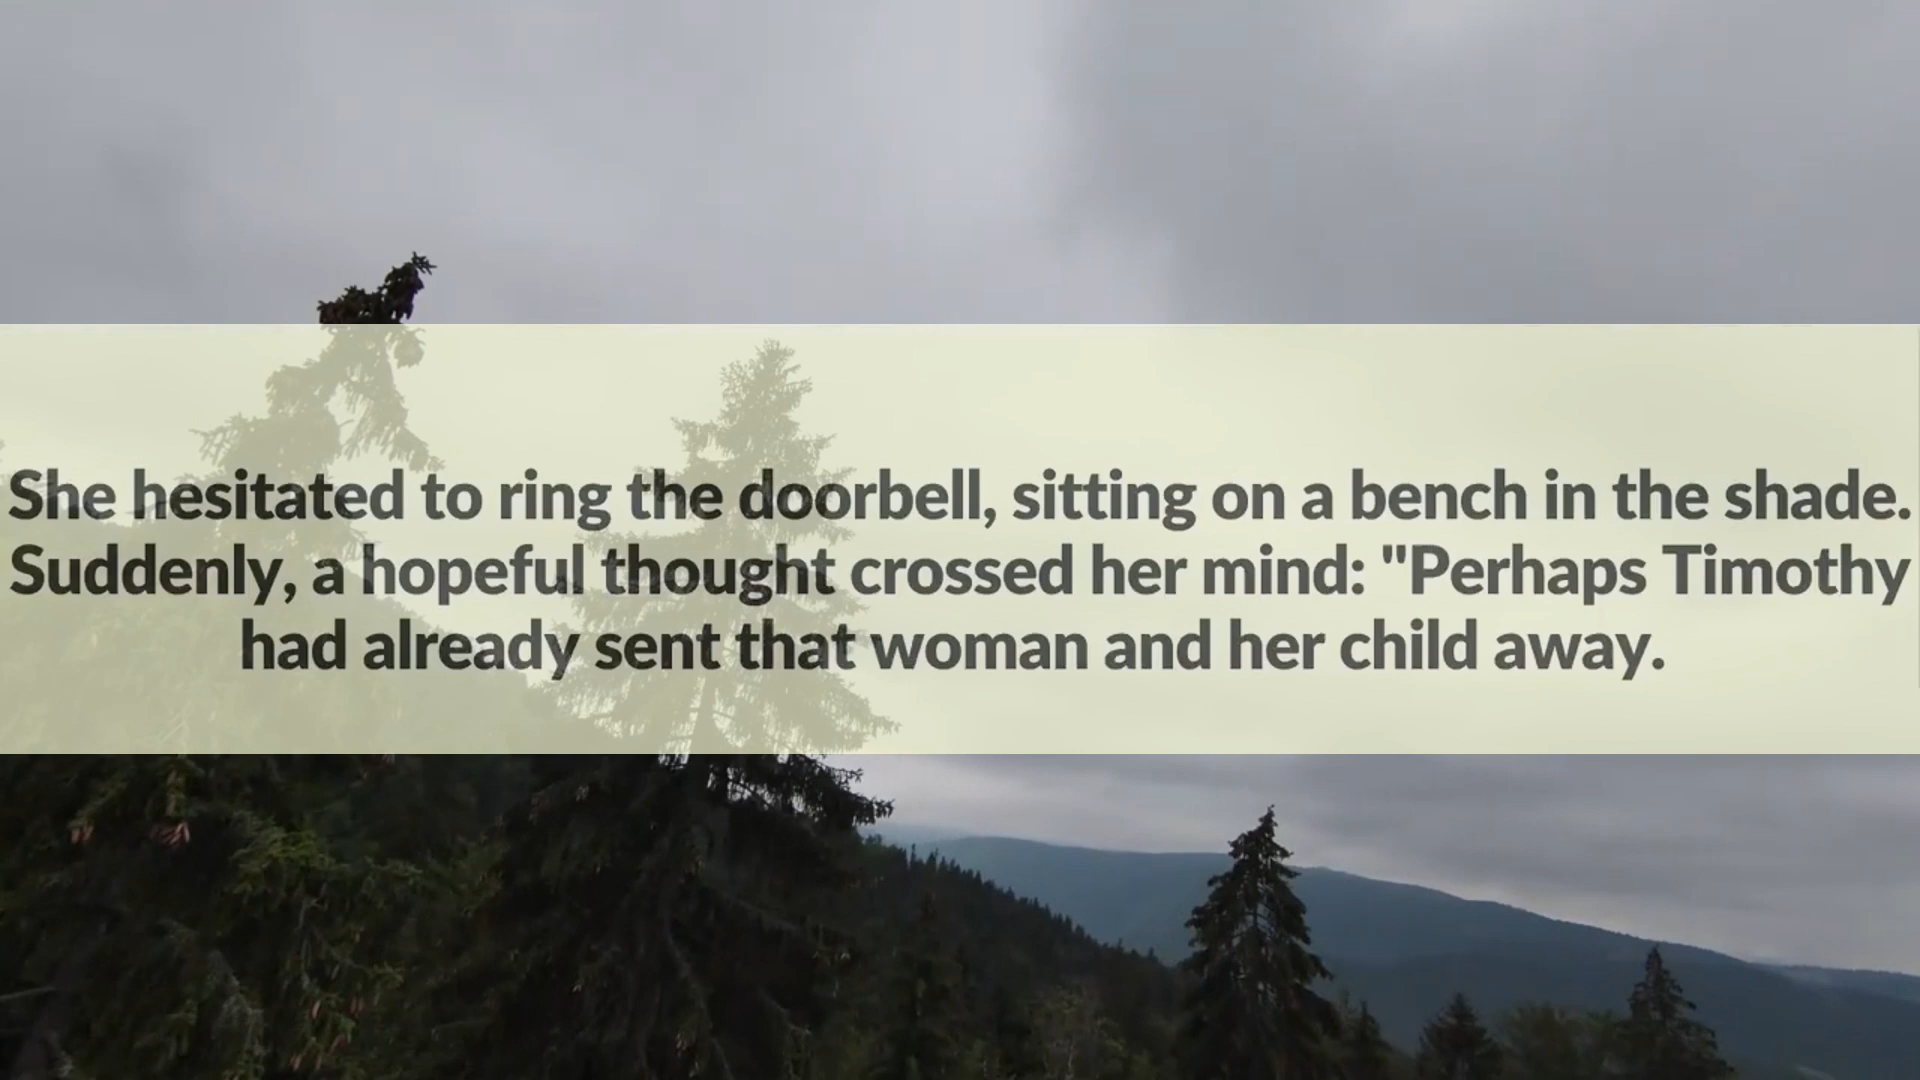 She hesitated to ring the doorbell, sitting on a bench in the shade.
Suddenly, a hopeful thought crossed her mind: "Perhaps Timothy
had already sent that woman and her child away.